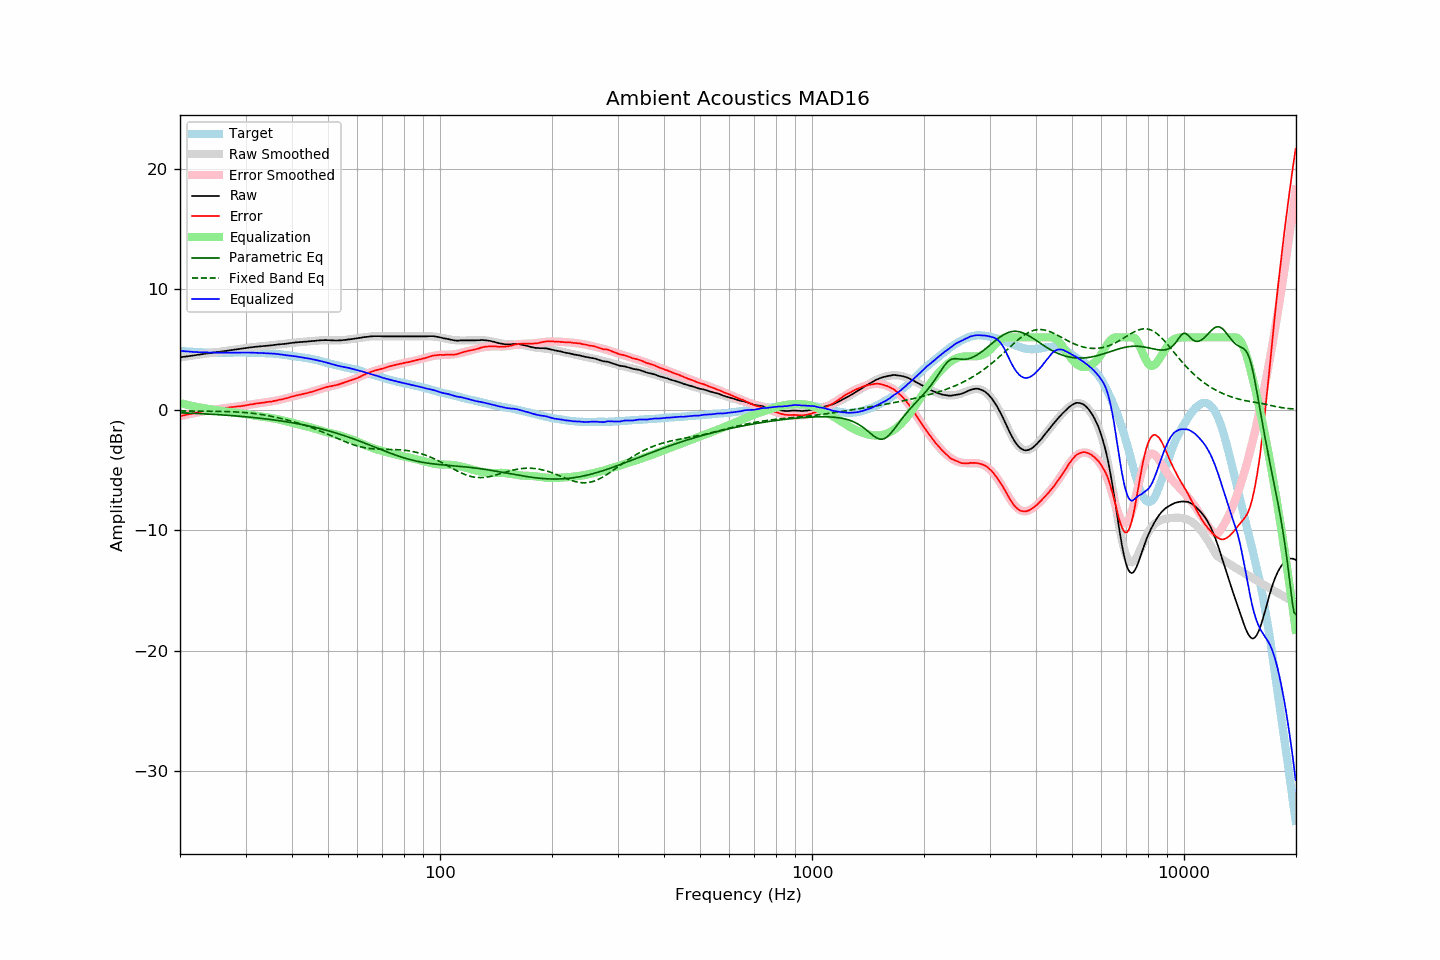 Ambient Acoustics MAD16
Target
Raw Smoothed
Error Smoothed
Raw
Error
Equalization
Parametric Eq
Fixed Band Eq
Equalized
20
10
0
−10
−20
−30
Amplitude (dBr)
100
1000
10000
Frequency (Hz)